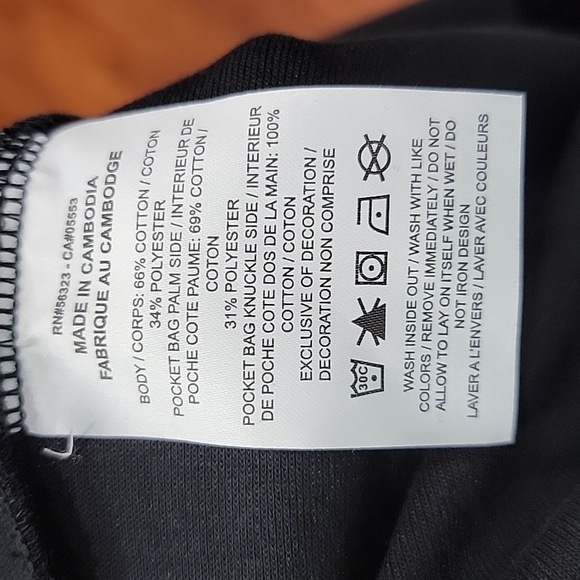 RN#56323 - CA#05553
MADE IN CAMBODIA
FABRIQUE AU CAMBODGE
BODY / CORPS: 66% COTTON / COTON
34% POLYESTER
POCKET BAG PALM SIDE / INTERIEUR DE
POCHE COTE PAUME: 69% COTTON /
COTON
31% POLYESTER
POCKET BAG KNUCKLE SIDE / INTERIEUR
DE POCHE COTE DOS DE LA MAIN: 100%
COTTON / COTON
EXCLUSIVE OF DECORATION /
DECORATION NON COMPRISE
30C
WASH INSIDE OUT / WASH WITH LIKE
COLORS / REMOVE IMMEDIATELY / DO NOT
ALLOW TO LAY ON ITSELF WHEN WET / DO
NOT IRON DESIGN
LAVER A L'ENVERS / LAVER AVEC COULEURS